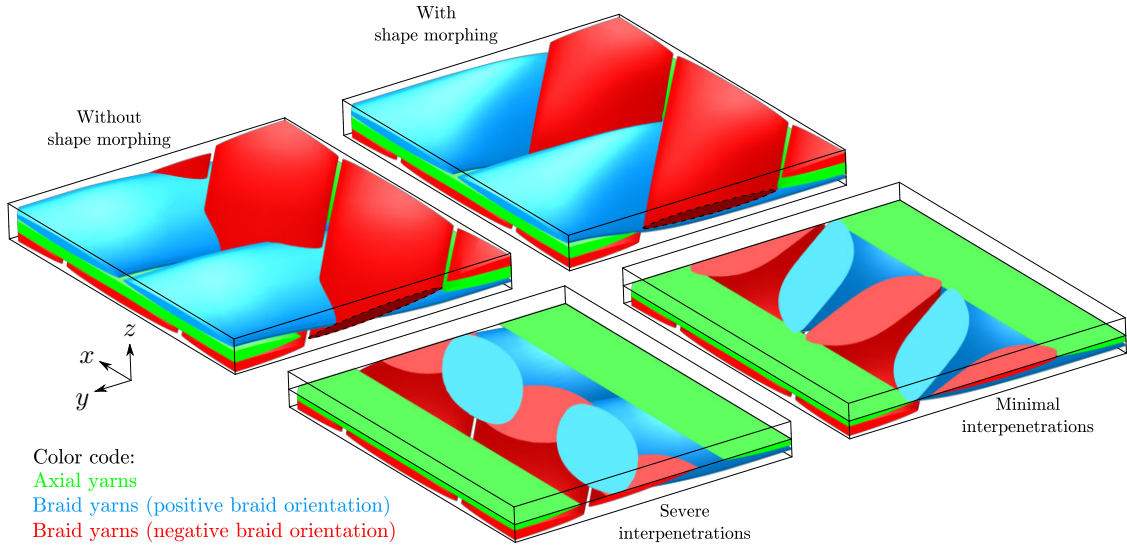 With
shape morphing
Without
shape morphing
z
x
y
Minimal
interpenetrations
Severe
interpenetrations
Color code:
Axial yarns
Braid yarns (positive braid orientation)
Braid yarns (negative braid orientation)